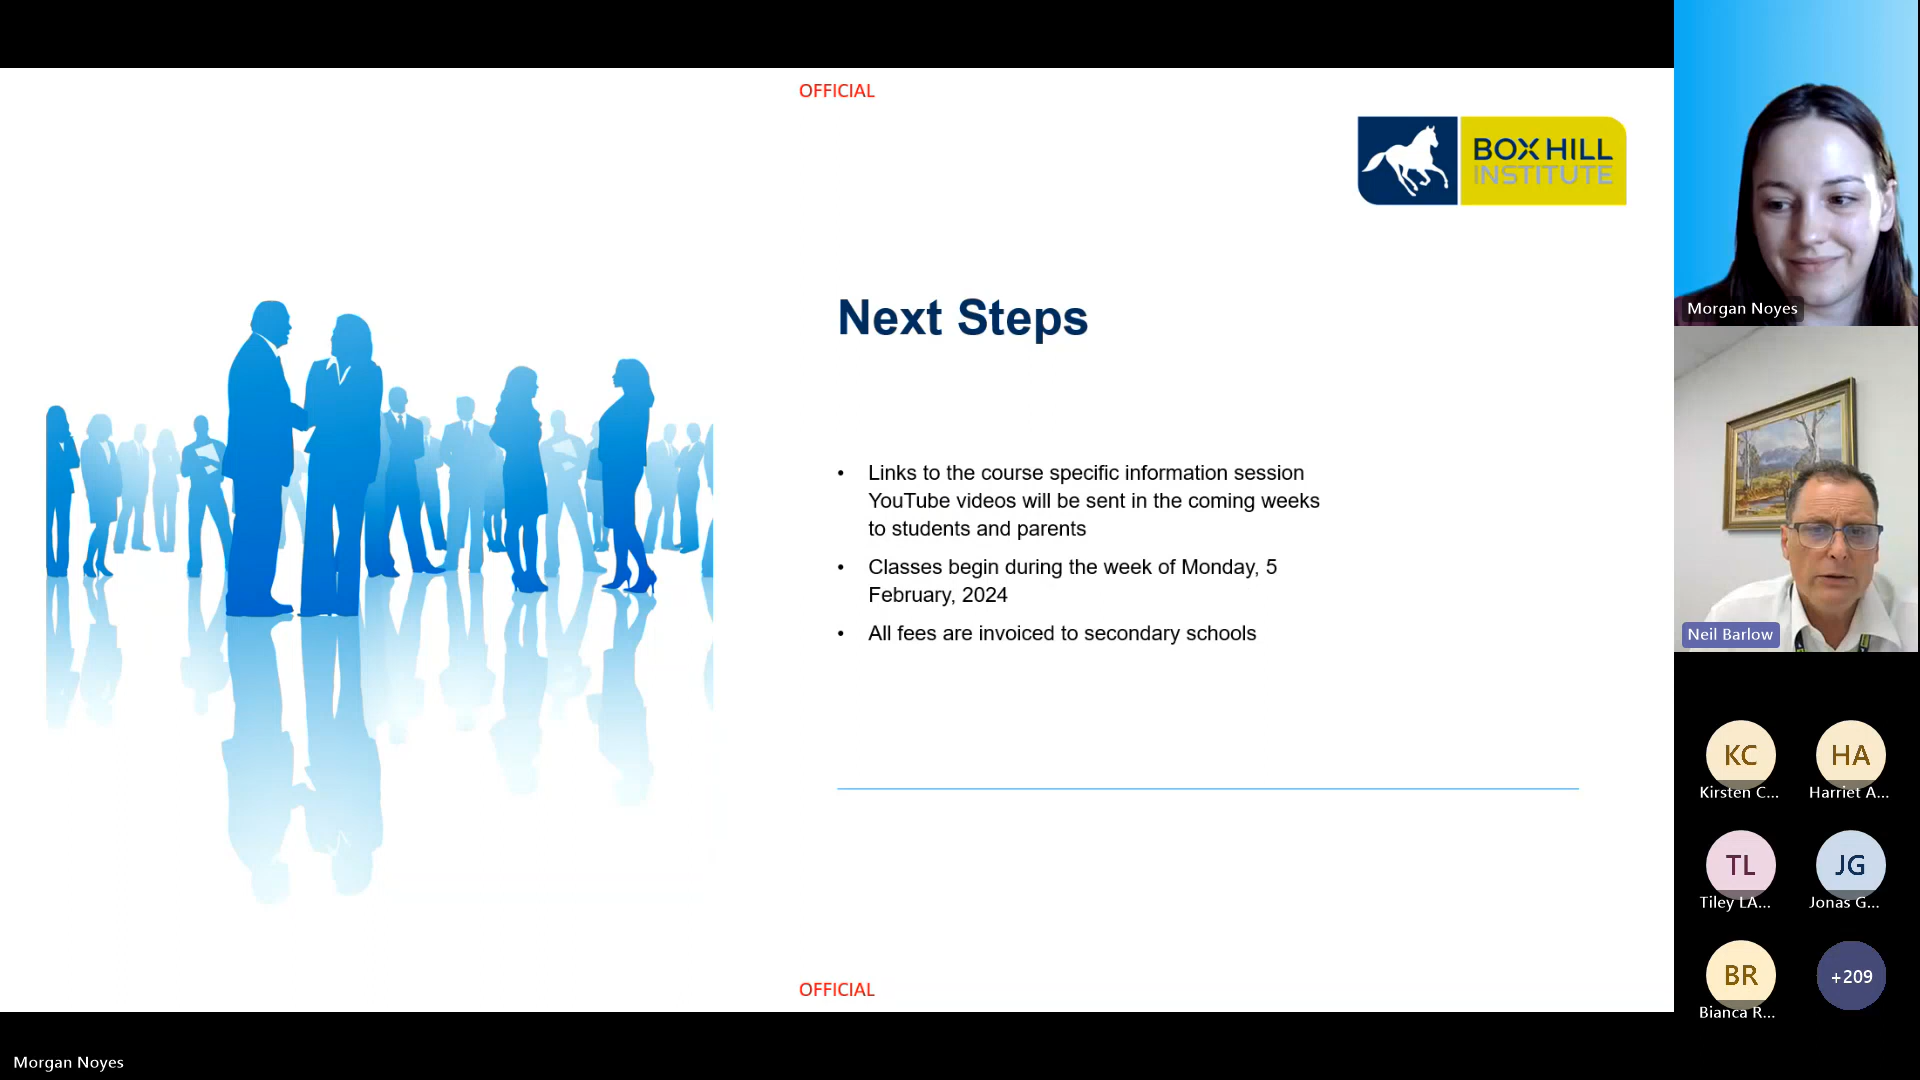 OFFICIAL
BOX HILL
INSTITUTE
Next Steps
• Links to the course specific information session
YouTube videos will be sent in the coming weeks
to students and parents
• Classes begin during the week of Monday, 5
February, 2024
• All fees are invoiced to secondary schools
OFFICIAL
Morgan Noyes
Morgan Noyes
Neil Barlow
KC
HA
Kirsten C...
Harriet A...
TL
JG
Tiley LA...
Jonas G...
BR
+209
Bianca R...